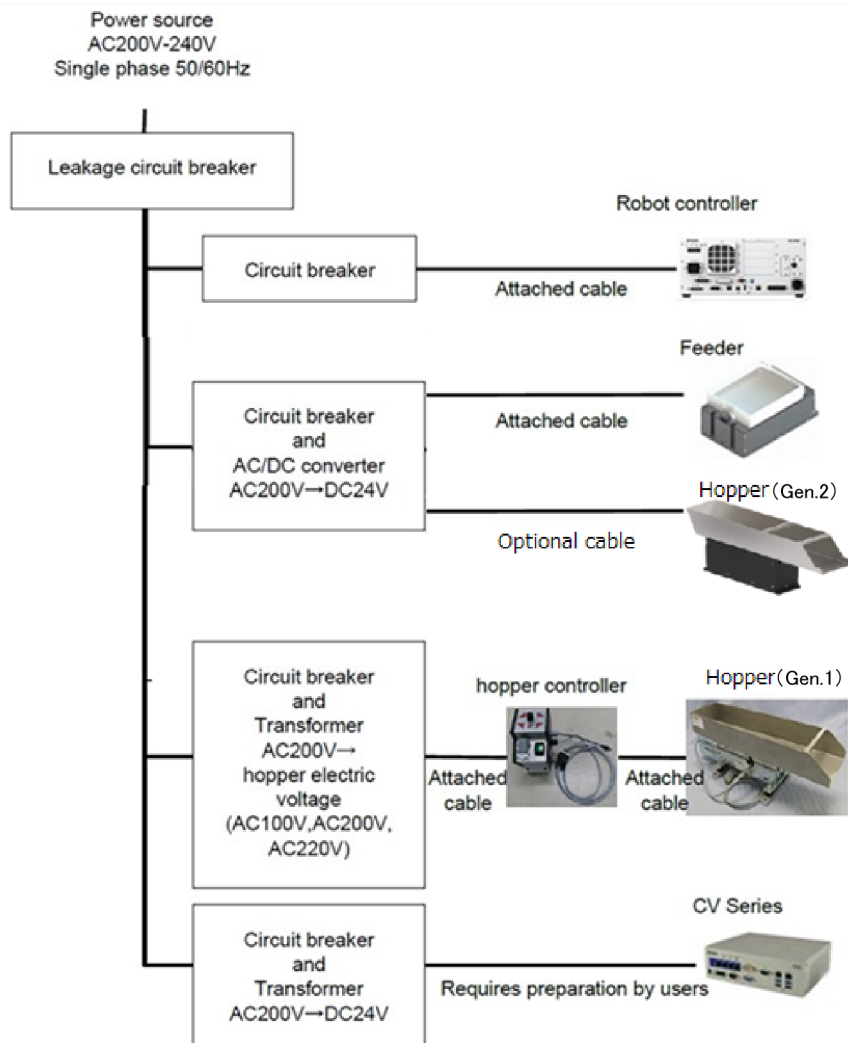 Power source
AC200V-240V
Single phase 50/60Hz
Leakage circuit breaker
Robot controller
Circuit breaker
Attached cable
Feeder
Circuit breaker
and
AC/DC converter
AC200V→DC24V
Attached cable
Hopper(Gen.2)
Optional cable
Circuit breaker
and
Transformer
AC200V→
hopper electric
voltage
(AC100V,AC200V,
AC220V)
hopper controller
Hopper(Gen.1)
Attached
cable
Attached
cable
CV Series
Circuit breaker
and
Transformer
AC200V→DC24V
Requires preparation by users